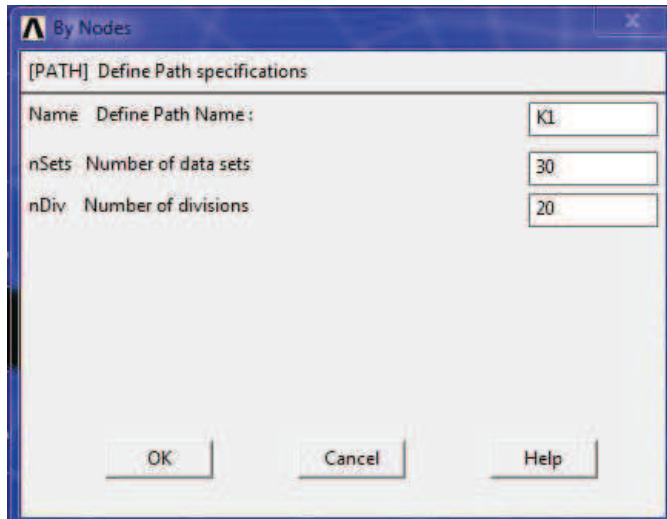 By Nodes
[PATH] Define Path specifications
Name Define Path Name : K1
nSets Number of data sets 30
nDiv Number of divisions 20
OK Cancel Help